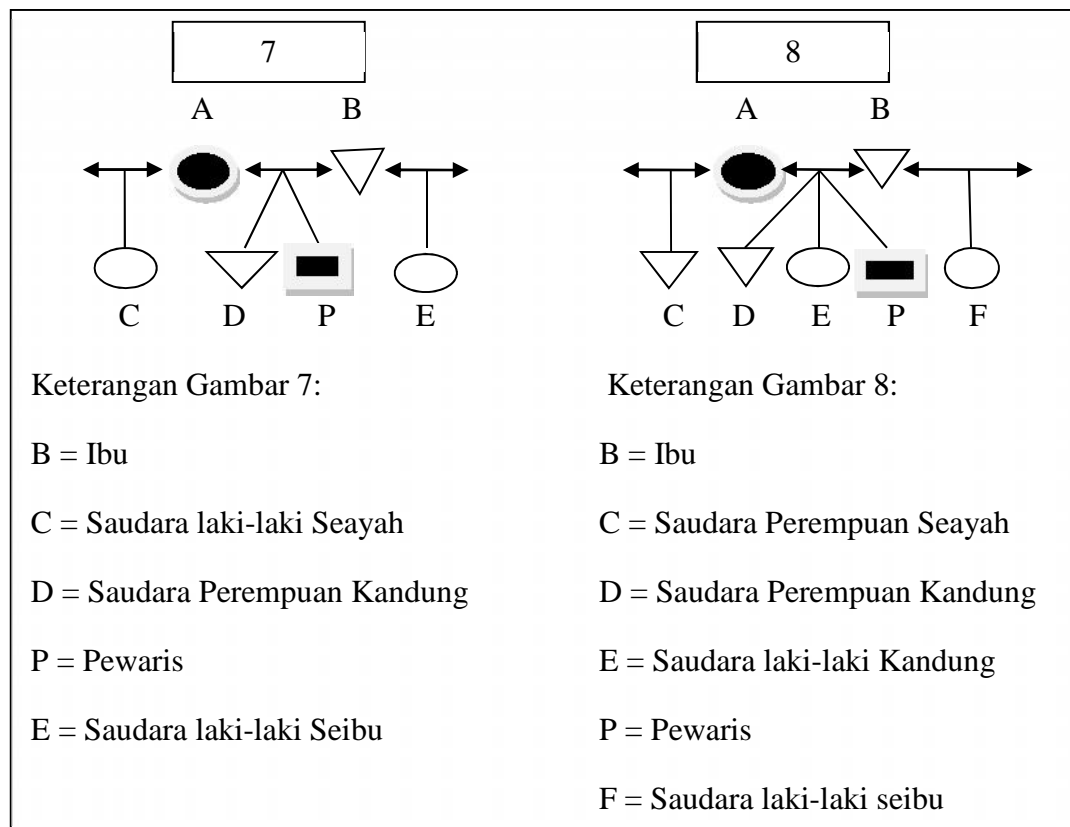 7
A B
C D P E
Keterangan Gambar 7:
B = Ibu
C = Saudara laki-laki Seayah
D = Saudara Perempuan Kandung
P = Pewaris
E = Saudara laki-laki Seibu
8
A B
C D E P F
Keterangan Gambar 8:
B = Ibu
C = Saudara Perempuan Seayah
D = Saudara Perempuan Kandung
E = Saudara laki-laki Kandung
P = Pewaris
F = Saudara laki-laki seibu